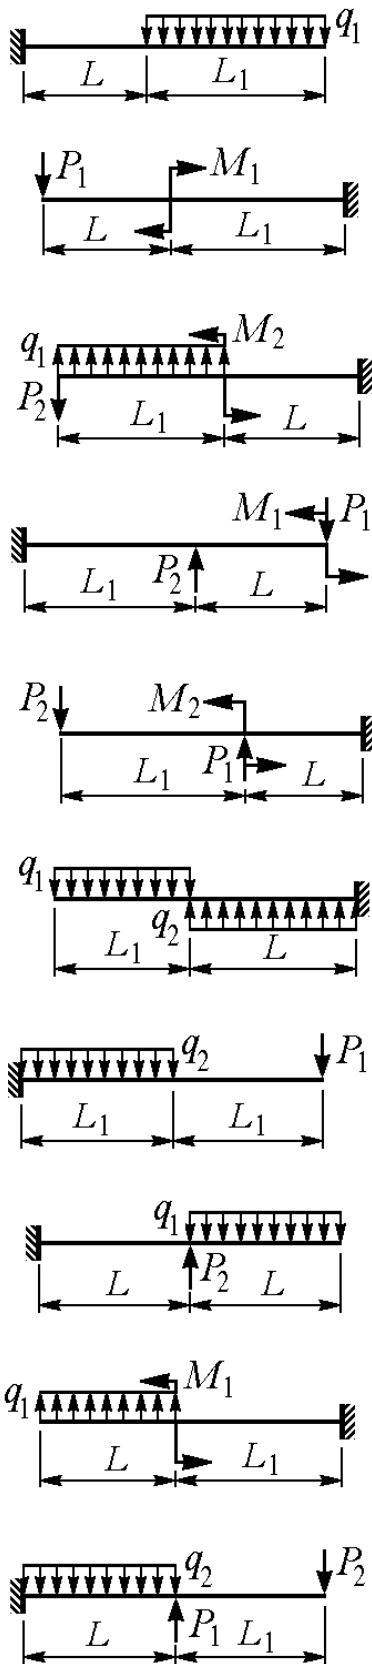 q₁
L L₁
P₁ M₁
L L₁
q₁ M₂
P₂
L₁ L
M₁ P₁
P₂
L₁ L
P₂ M₂
P₁
L₁ L
q₁
q₂
L₁ L
q₂ P₁
L₁ L₁
q₁
P₂
L L
q₁ M₁
L L₁
q₂ P₂
P₁
L L₁